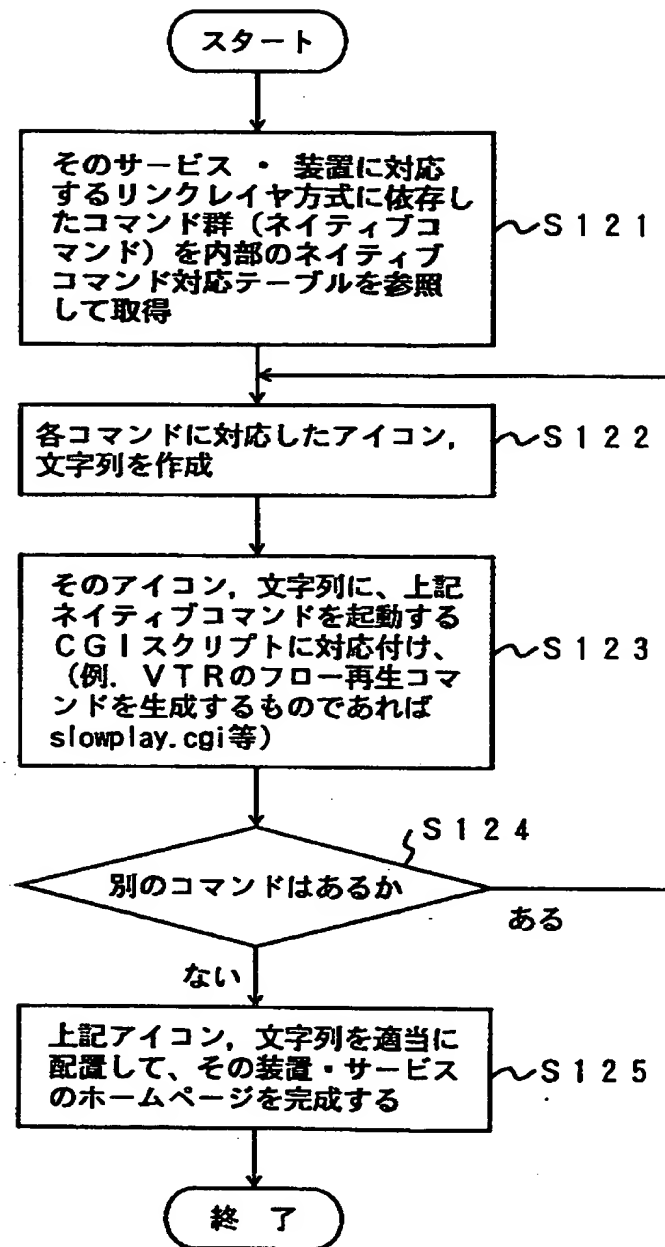 スタート
そのサービス ・ 装置に対応
するリンクレイヤ方式に依存し
たコマンド群（ネイティブコ
マンド）を内部のネイティブ
コマンド対応テーブルを参照
して取得
S121
各コマンドに対応したアイコン，
文字列を作成
S122
そのアイコン，文字列に、上記
ネイティブコマンドを起動する
CGIスクリプトに対応付け、
（例．VTRのフロー再生コマ
ンドを生成するものであれば
slowplay.cgi等）
S123
S124
別のコマンドはあるか
ある
ない
上記アイコン，文字列を適当に
配置して、その装置・サービス
のホームページを完成する
S125
終 了